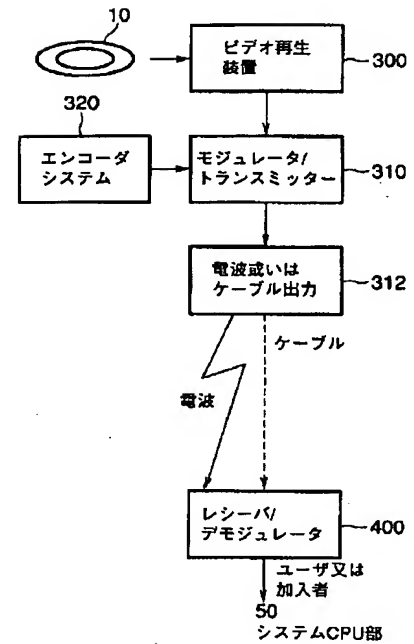 10
ビデオ再生
装置
300
320
エンコーダ
システム
モジュレータ/
トランスミッター
310
電波或いは
ケーブル出力
312
ケーブル
電波
レシーバ/
デモジュレータ
400
ユーザ又は
加入者
50
システムCPU部